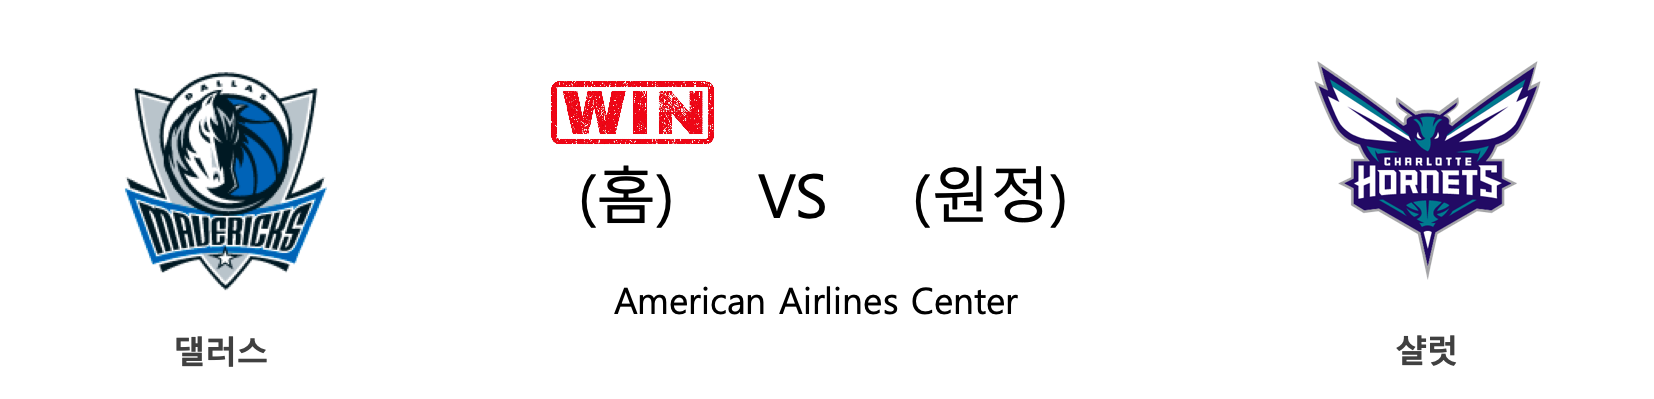 DALLAS
MAVERICKS
WIN
(홈) VS (원정)
American Airlines Center
CHARLOTTE
HORNETS
댈러스
샬럿